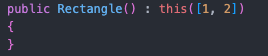 public Rectangle() : this([1, 2])
{
}